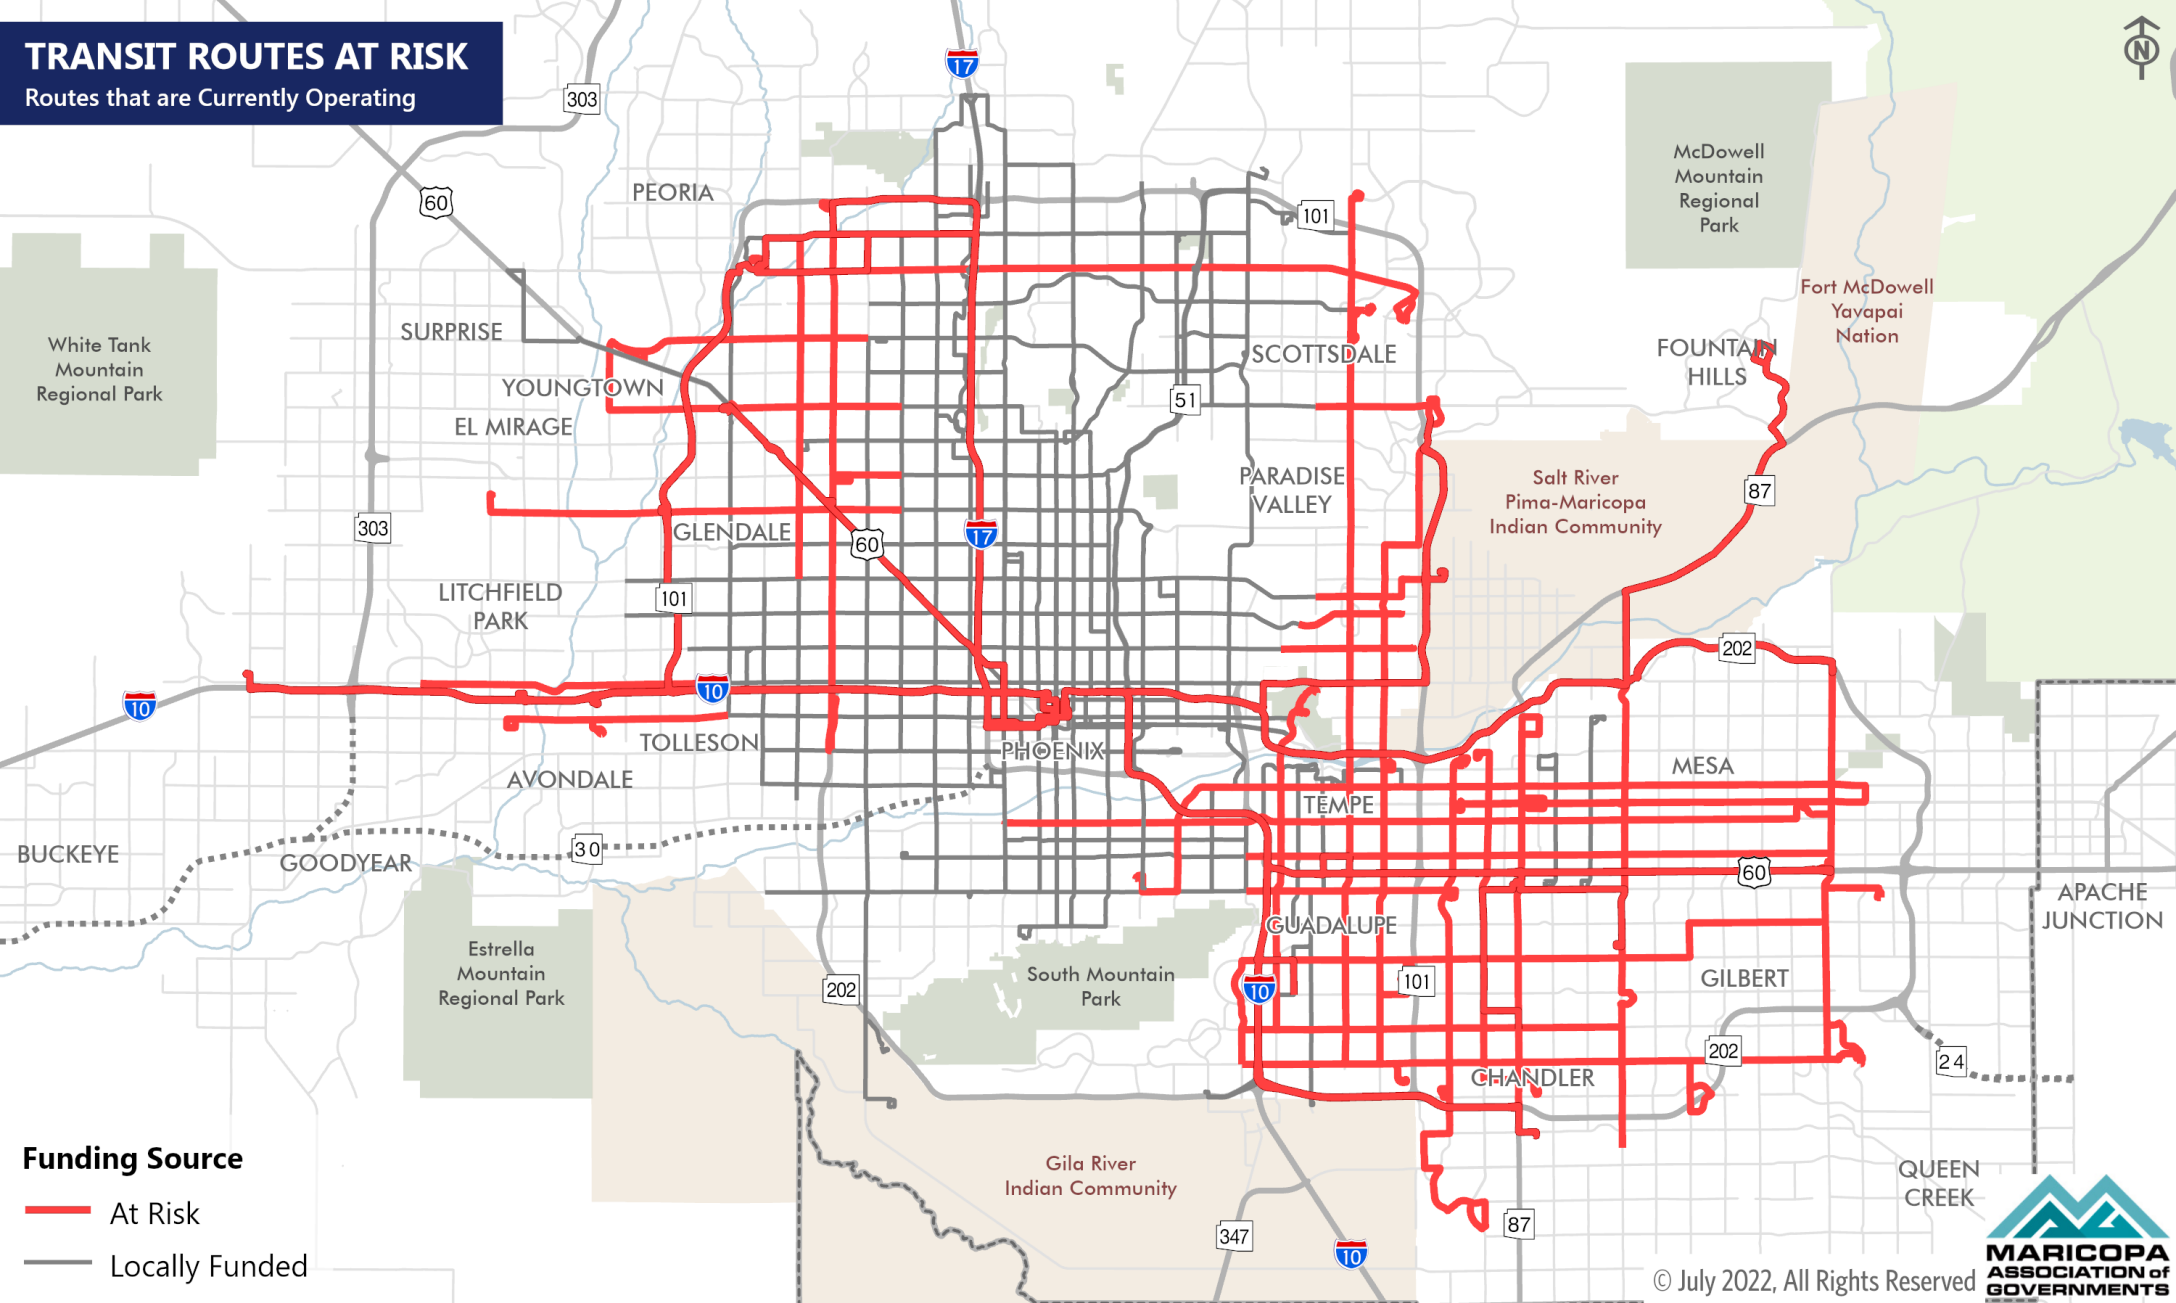 TRANSIT ROUTES AT RISK
Routes that are Currently Operating
17
N
303
60
PEORIA
101
McDowell
Mountain
Regional
Park
Fort McDowell
Yavapai
Nation
White Tank
Mountain
Regional Park
SURPRISE
YOUNGTOWN
EL MIRAGE
SCOTTSDALE
51
FOUNTAIN
HILLS
PARADISE
VALLEY
Salt River
Pima-Maricopa
Indian Community
87
303
GLENDALE
60
17
LITCHFIELD
PARK
101
202
10
10
TOLLESON
PHOENIX
AVONDALE
MESA
TEMPE
BUCKEYE
GOODYEAR
30
60
APACHE
JUNCTION
GUADALUPE
Estrella
Mountain
Regional Park
South Mountain
Park
202
10
101
GILBERT
202
24
CHANDLER
Gila River
Indian Community
QUEEN
CREEK
347
10
87
Funding Source
At Risk
Locally Funded
© July 2022, All Rights Reserved
MARICOPA
ASSOCIATION of
GOVERNMENTS